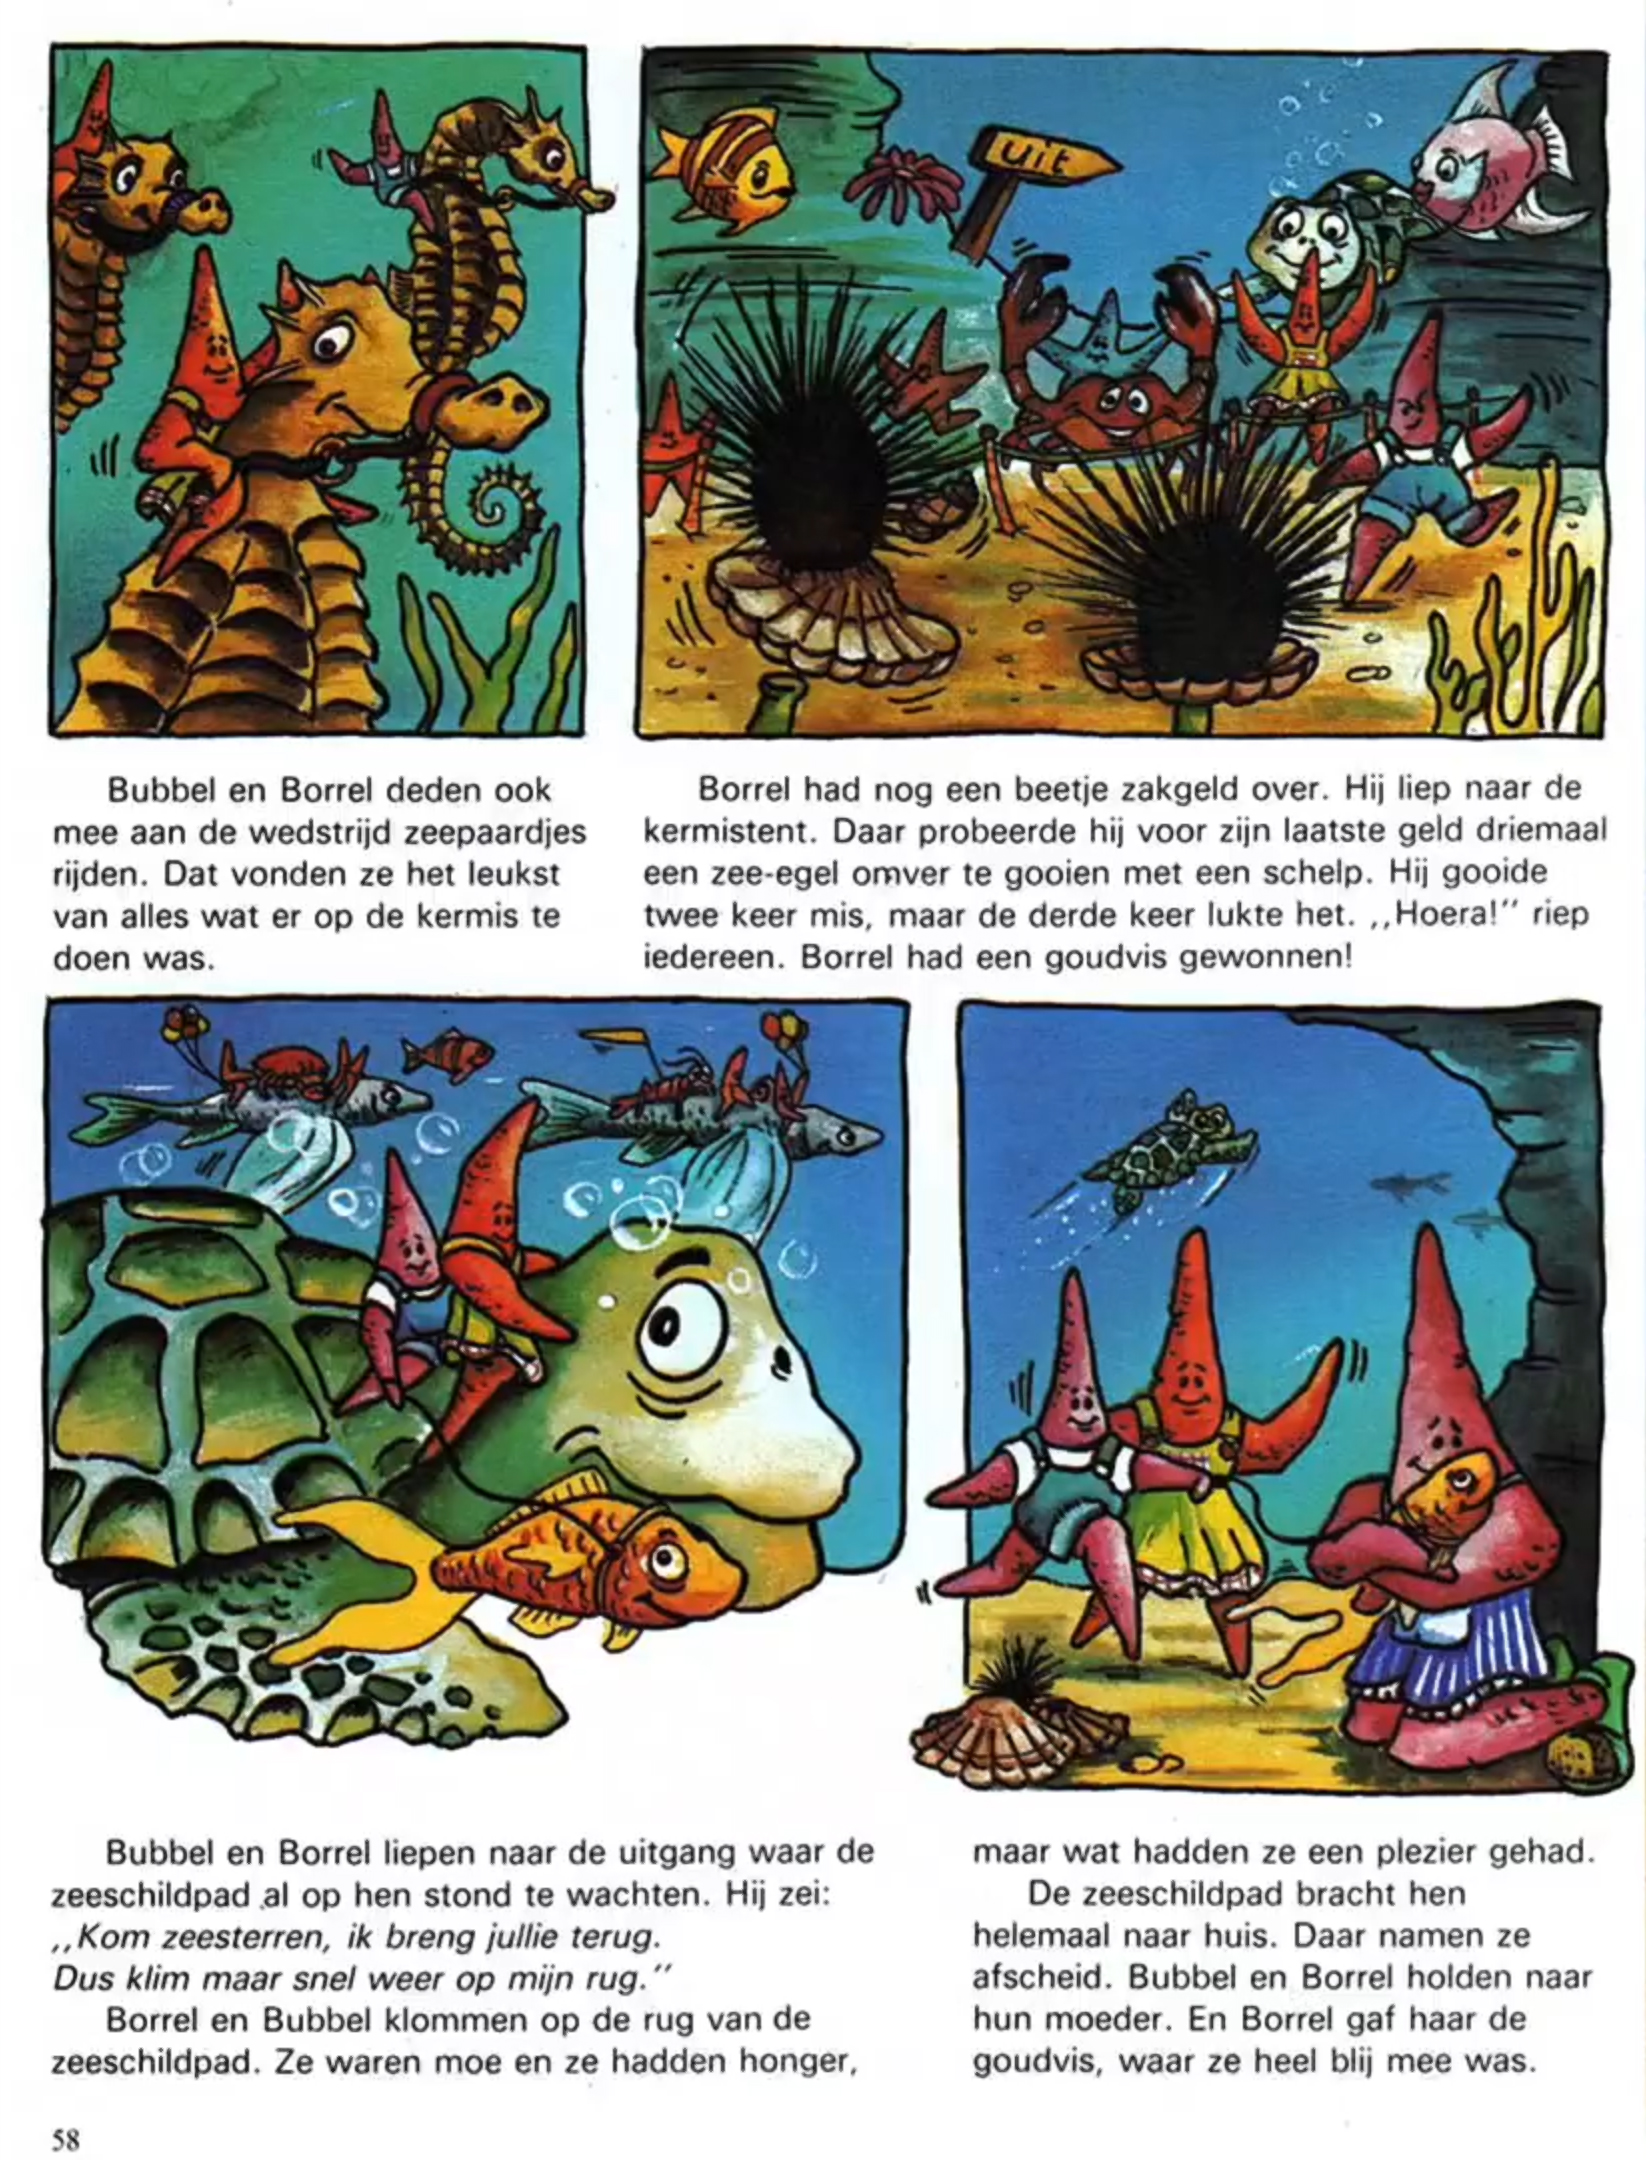 uit
Bubbel en Borrel deden ook
mee aan de wedstrijd zeepaardjes
rijden. Dat vonden ze het leukst
van alles wat er op de kermis te
doen was.
Borrel had nog een beetje zakgeld over. Hij liep naar de
kermistent. Daar probeerde hij voor zijn laatste geld driemaal
een zee-egel omver te gooien met een schelp. Hij gooide
twee keer mis, maar de derde keer lukte het. ,,Hoera!'' riep
iedereen. Borrel had een goudvis gewonnen!
Bubbel en Borrel liepen naar de uitgang waar de
zeeschildpad al op hen stond te wachten. Hij zei:
,,Kom zeesterren, ik breng jullie terug.
Dus klim maar snel weer op mijn rug.''
Borrel en Bubbel klommen op de rug van de
zeeschildpad. Ze waren moe en ze hadden honger,
maar wat hadden ze een plezier gehad.
De zeeschildpad bracht hen
helemaal naar huis. Daar namen ze
afscheid. Bubbel en Borrel holden naar
hun moeder. En Borrel gaf haar de
goudvis, waar ze heel blij mee was.
58